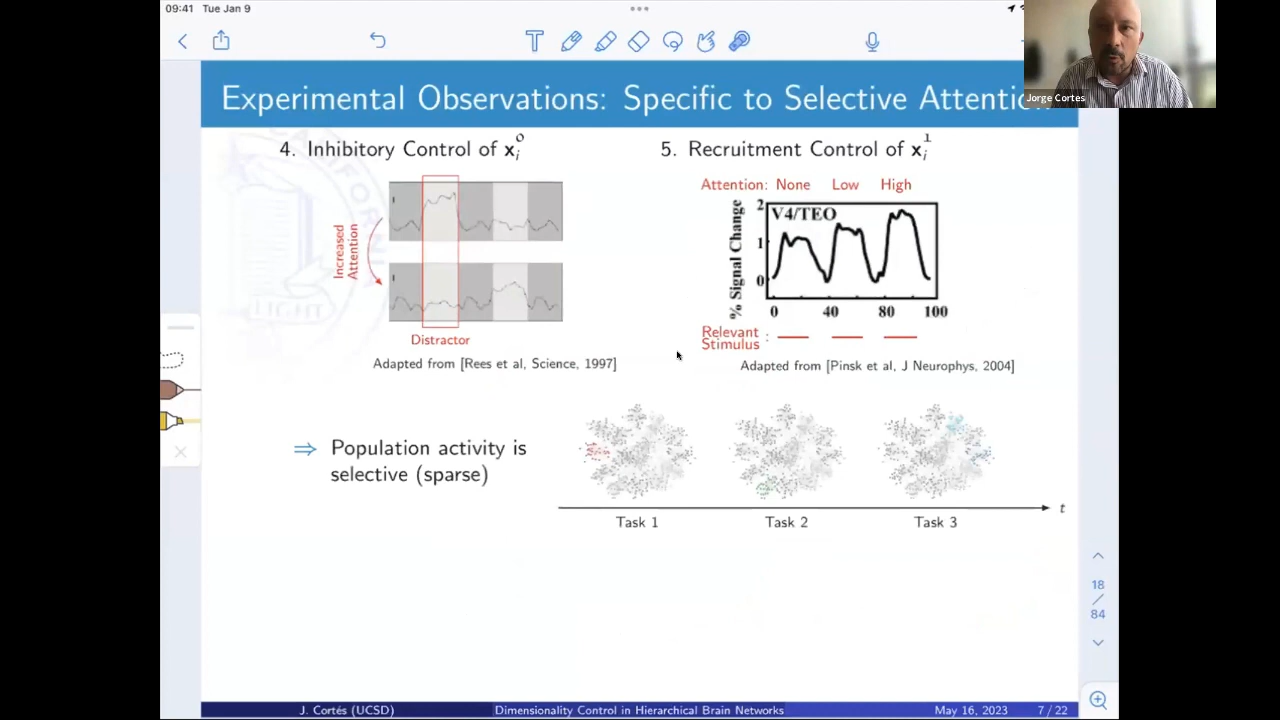 09:41 Tue Jan 9
Jorge Cortes
Experimental Observations: Specific to Selective Attention
4. Inhibitory Control of x_i^0
Increased
Attention
Distractor
Adapted from [Rees et al, Science, 1997]
5. Recruitment Control of x_i^1
Attention: None Low High
V4/TEO
% Signal Change
2
1
0
0 40 80 100
Relevant
Stimulus :
Adapted from [Pinsk et al, J Neurophys, 2004]
⇒ Population activity is
selective (sparse)
t
Task 1 Task 2 Task 3
LIGHT
18
/
84
J. Cortés (UCSD) Dimensionality Control in Hierarchical Brain Networks May 16, 2023 7 / 22